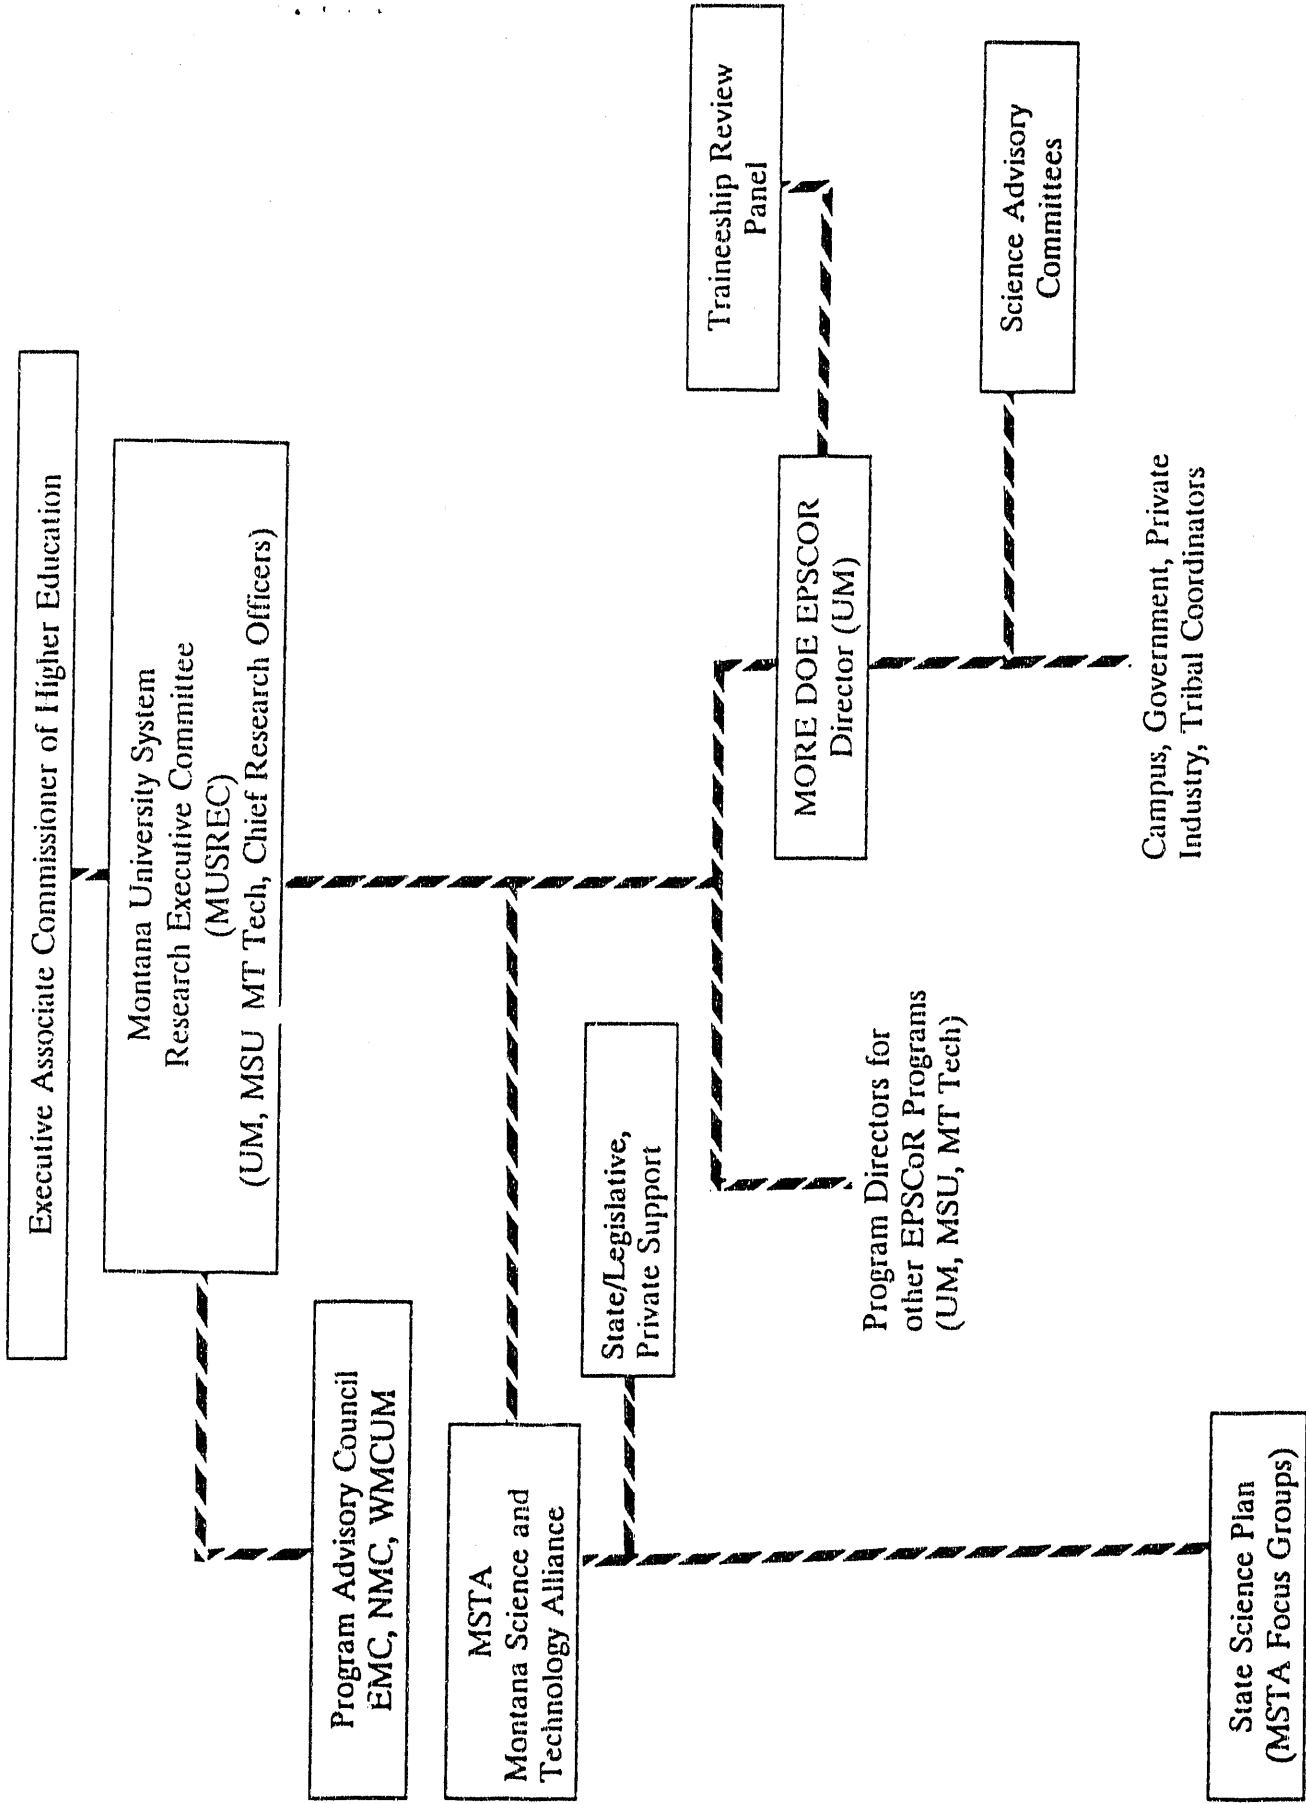 Executive Associate Commissioner of Higher Education
Montana University System
Research Executive Committee
(MUSREC)
(UM, MSU MT Tech, Chief Research Officers)
Program Advisory Council
EMC, NMC, WMCUM
MSTA
Montana Science and
Technology Alliance
State/Legislative,
Private Support
Traineeship Review
Panel
MORE DOE EPSCOR
Director (UM)
Program Directors for
other EPSCoR Programs
(UM, MSU, MT Tech)
Science Advisory
Committees
Campus, Government, Private
Industry, Tribal Coordinators
State Science Plan
(MSTA Focus Groups)